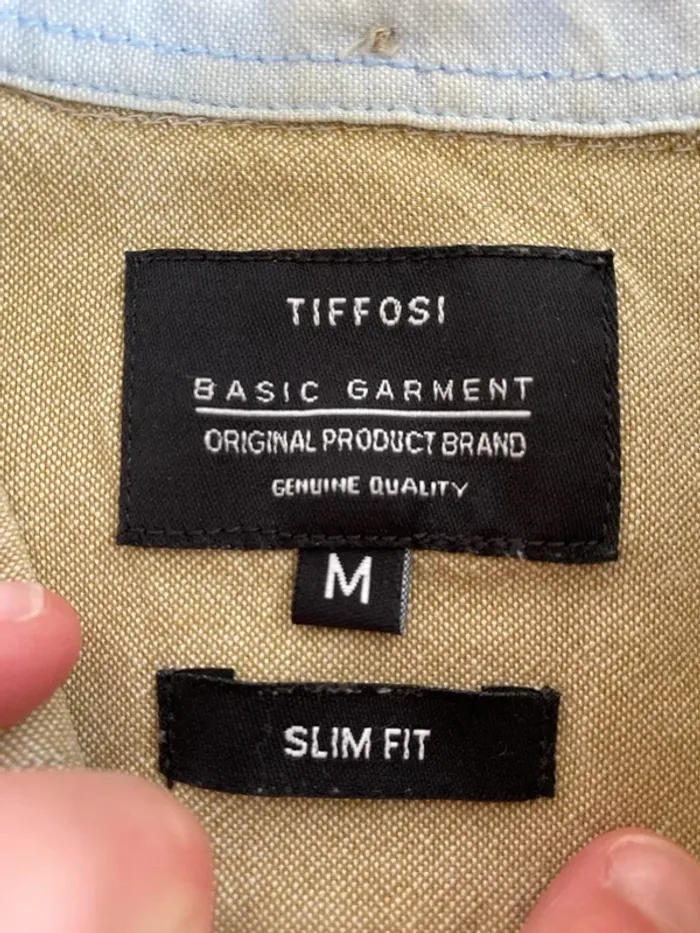 TIFFOSI
BASIC GARMENT
ORIGINAL PRODUCT BRAND
GENUINE QUALITY
M
SLIM FIT